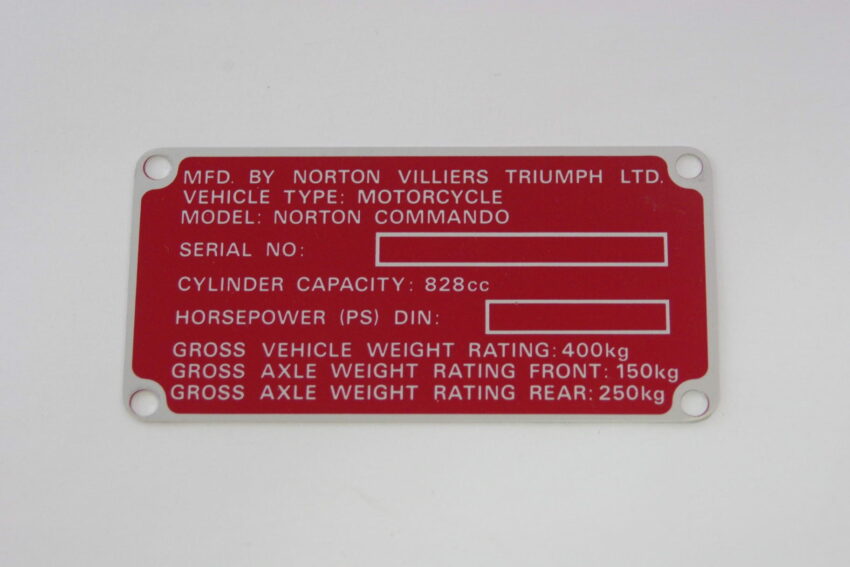 MFD. BY NORTON VILLIERS TRIUMPH LTD.
VEHICLE TYPE: MOTORCYCLE
MODEL: NORTON COMMANDO
SERIAL NO:
CYLINDER CAPACITY: 828cc
HORSEPOWER (PS) DIN:
GROSS VEHICLE WEIGHT RATING: 400kg
GROSS AXLE WEIGHT RATING FRONT: 150kg
GROSS AXLE WEIGHT RATING REAR: 250kg